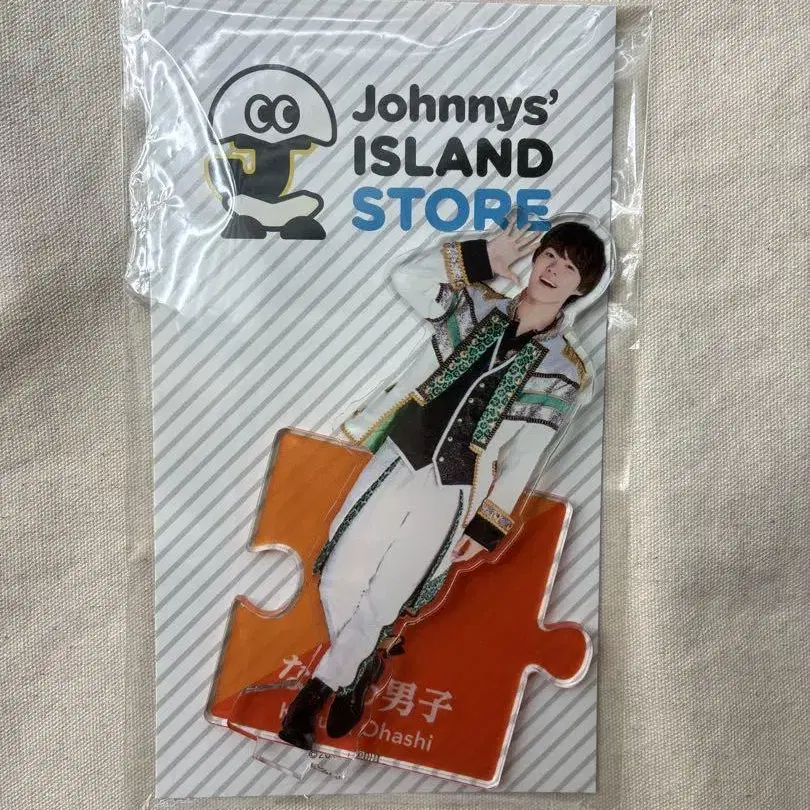 Johnnys'
ISLAND
STORE
男子
Ohashi